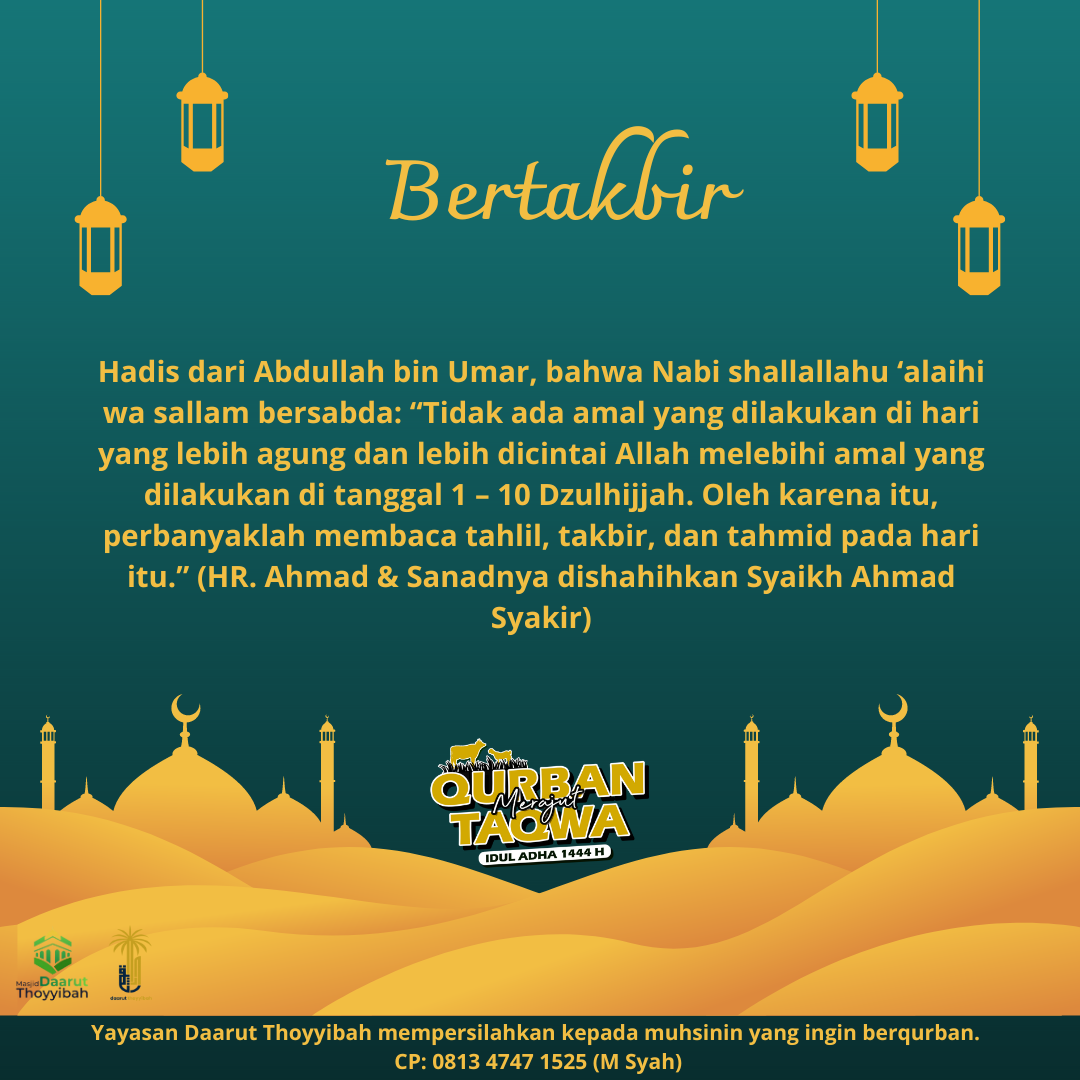 Bertakbir
Hadis dari Abdullah bin Umar, bahwa Nabi shallallahu ‘alaihi
wa sallam bersabda: “Tidak ada amal yang dilakukan di hari
yang lebih agung dan lebih dicintai Allah melebihi amal yang
dilakukan di tanggal 1 – 10 Dzulhijjah. Oleh karena itu,
perbanyaklah membaca tahlil, takbir, dan tahmid pada hari
itu.” (HR. Ahmad & Sanadnya dishahihkan Syaikh Ahmad
Syakir)
QURBAN
Merajut
TAQWA
IDUL ADHA 1444 H
Masjid Daarut
Thoyyibah
daarut thoyyibah
Yayasan Daarut Thoyyibah mempersilahkan kepada muhsinin yang ingin berqurban.
CP: 0813 4747 1525 (M Syah)